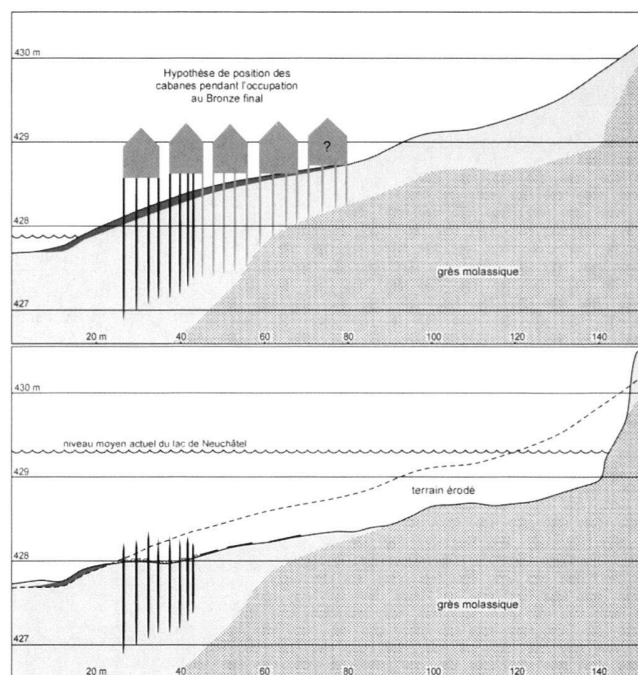 430 m
Hypothèse de position des
cabanes pendant l'occupation
au Bronze final
429
?
428
grès molassique
427
20 m 40 60 80 100 120 140
430 m
niveau moyen actuel du lac de Neuchâtel
429
terrain érodé
428
grès molassique
427
20 m 40 60 80 100 120 140